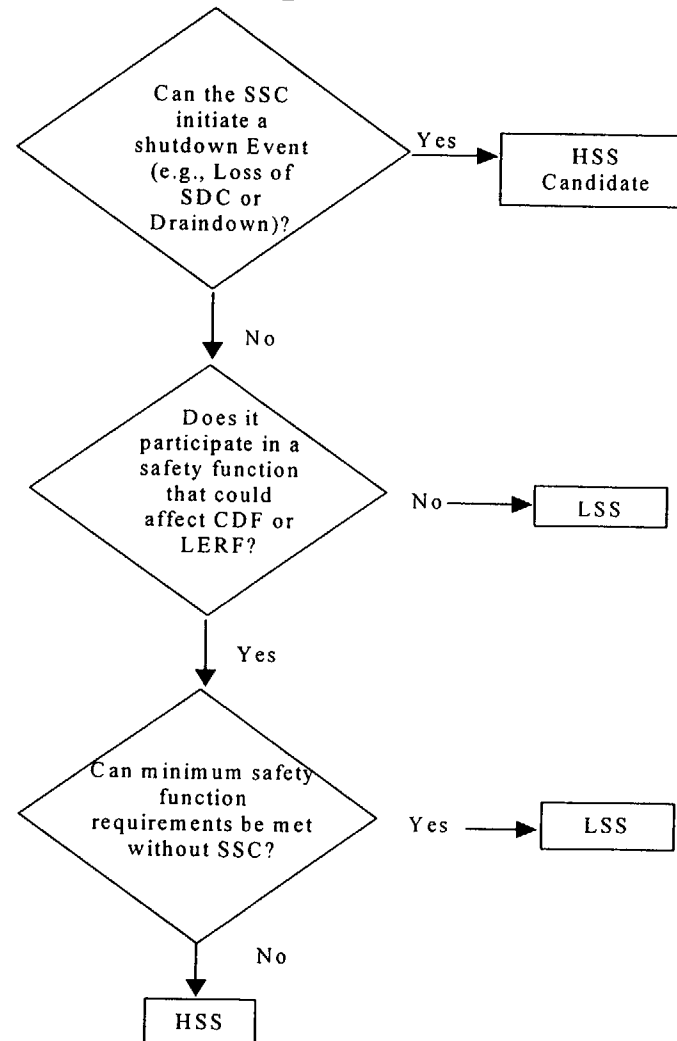 Can the SSC
initiate a
shutdown Event
(e.g., Loss of
SDC or
Draindown)?
Yes
HSS
Candidate
No
Does it
participate in a
safety function
that could
affect CDF or
LERF?
No
LSS
Yes
Can minimum safety
function
requirements be met
without SSC?
Yes
LSS
No
HSS